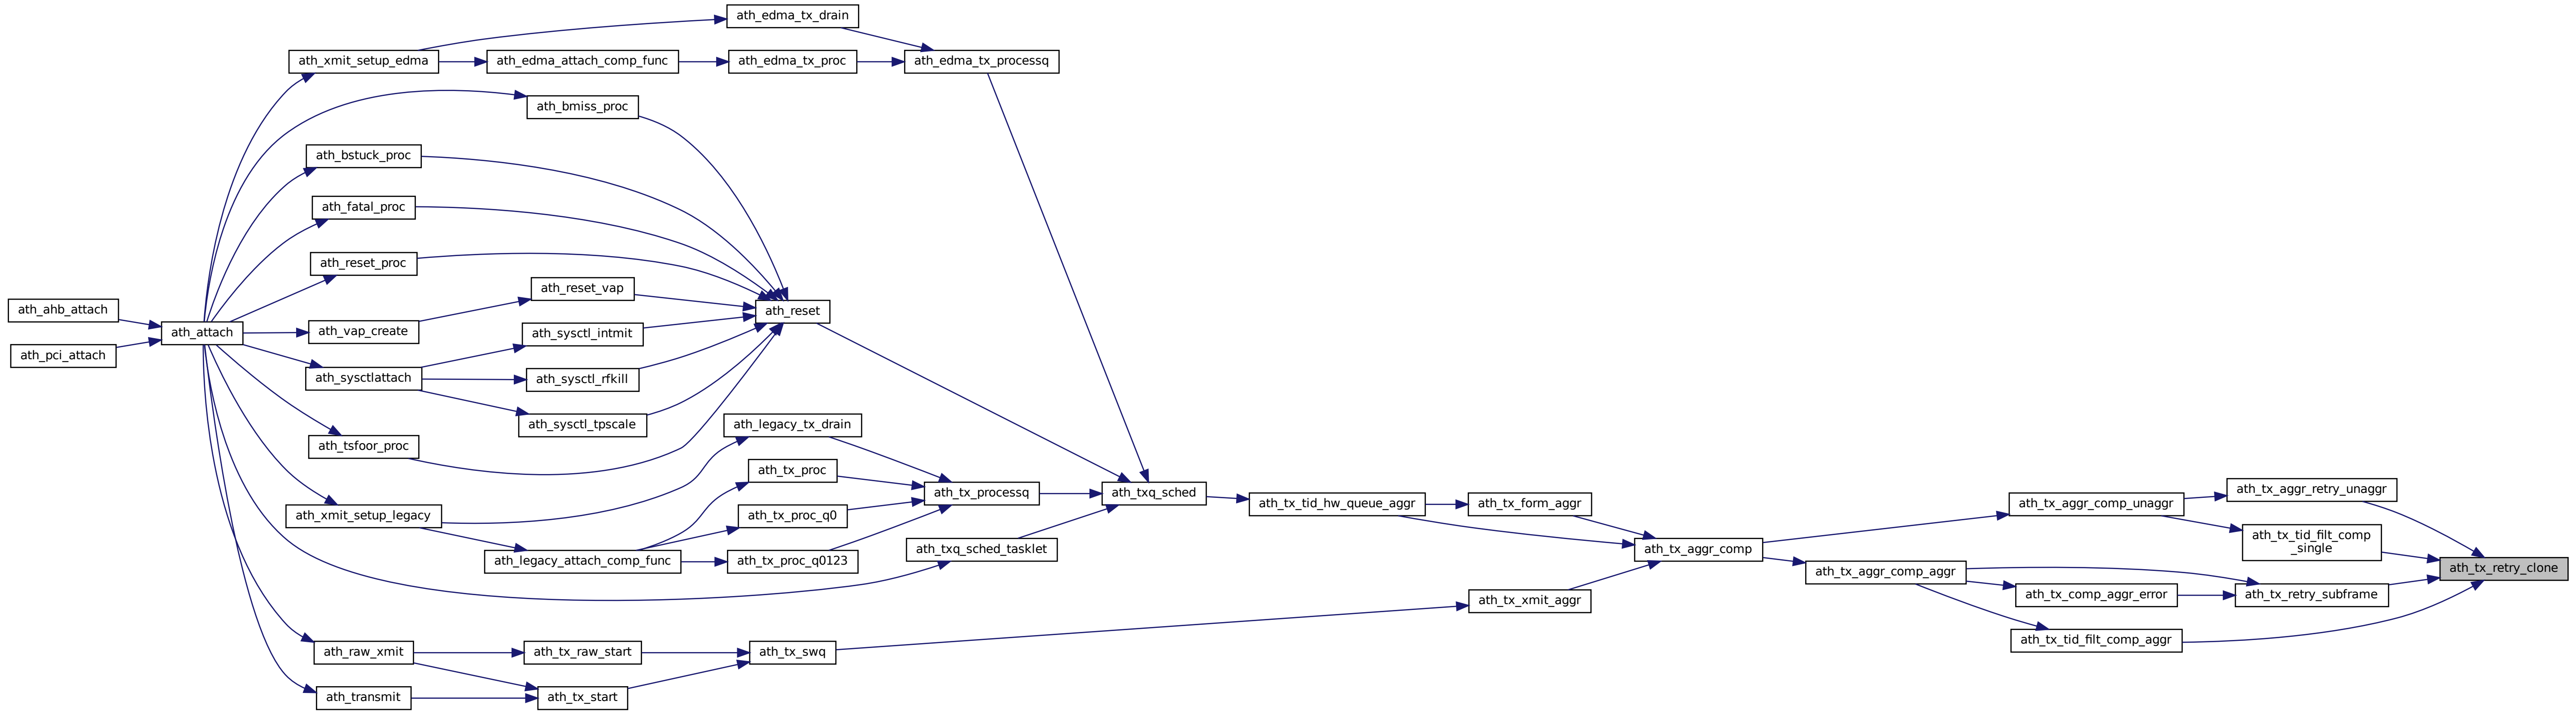 ath_edma_tx_drain
ath_xmit_setup_edma
ath_edma_attach_comp_func
ath_edma_tx_proc
ath_edma_tx_processq
ath_bmiss_proc
ath_bstuck_proc
ath_fatal_proc
ath_reset_proc
ath_reset_vap
ath_ahb_attach
ath_reset
ath_attach
ath_vap_create
ath_sysctl_intmit
ath_pci_attach
ath_sysctlattach
ath_sysctl_rfkill
ath_sysctl_tpscale
ath_legacy_tx_drain
ath_tsfoor_proc
ath_tx_proc
ath_tx_processq
ath_txq_sched
ath_tx_tid_hw_queue_aggr
ath_tx_form_aggr
ath_tx_aggr_comp_unaggr
ath_tx_aggr_retry_unaggr
ath_xmit_setup_legacy
ath_tx_proc_q0
ath_tx_tid_filt_comp
_single
ath_txq_sched_tasklet
ath_tx_aggr_comp
ath_legacy_attach_comp_func
ath_tx_proc_q0123
ath_tx_aggr_comp_aggr
ath_tx_retry_clone
ath_tx_comp_aggr_error
ath_tx_retry_subframe
ath_tx_xmit_aggr
ath_tx_tid_filt_comp_aggr
ath_raw_xmit
ath_tx_raw_start
ath_tx_swq
ath_transmit
ath_tx_start